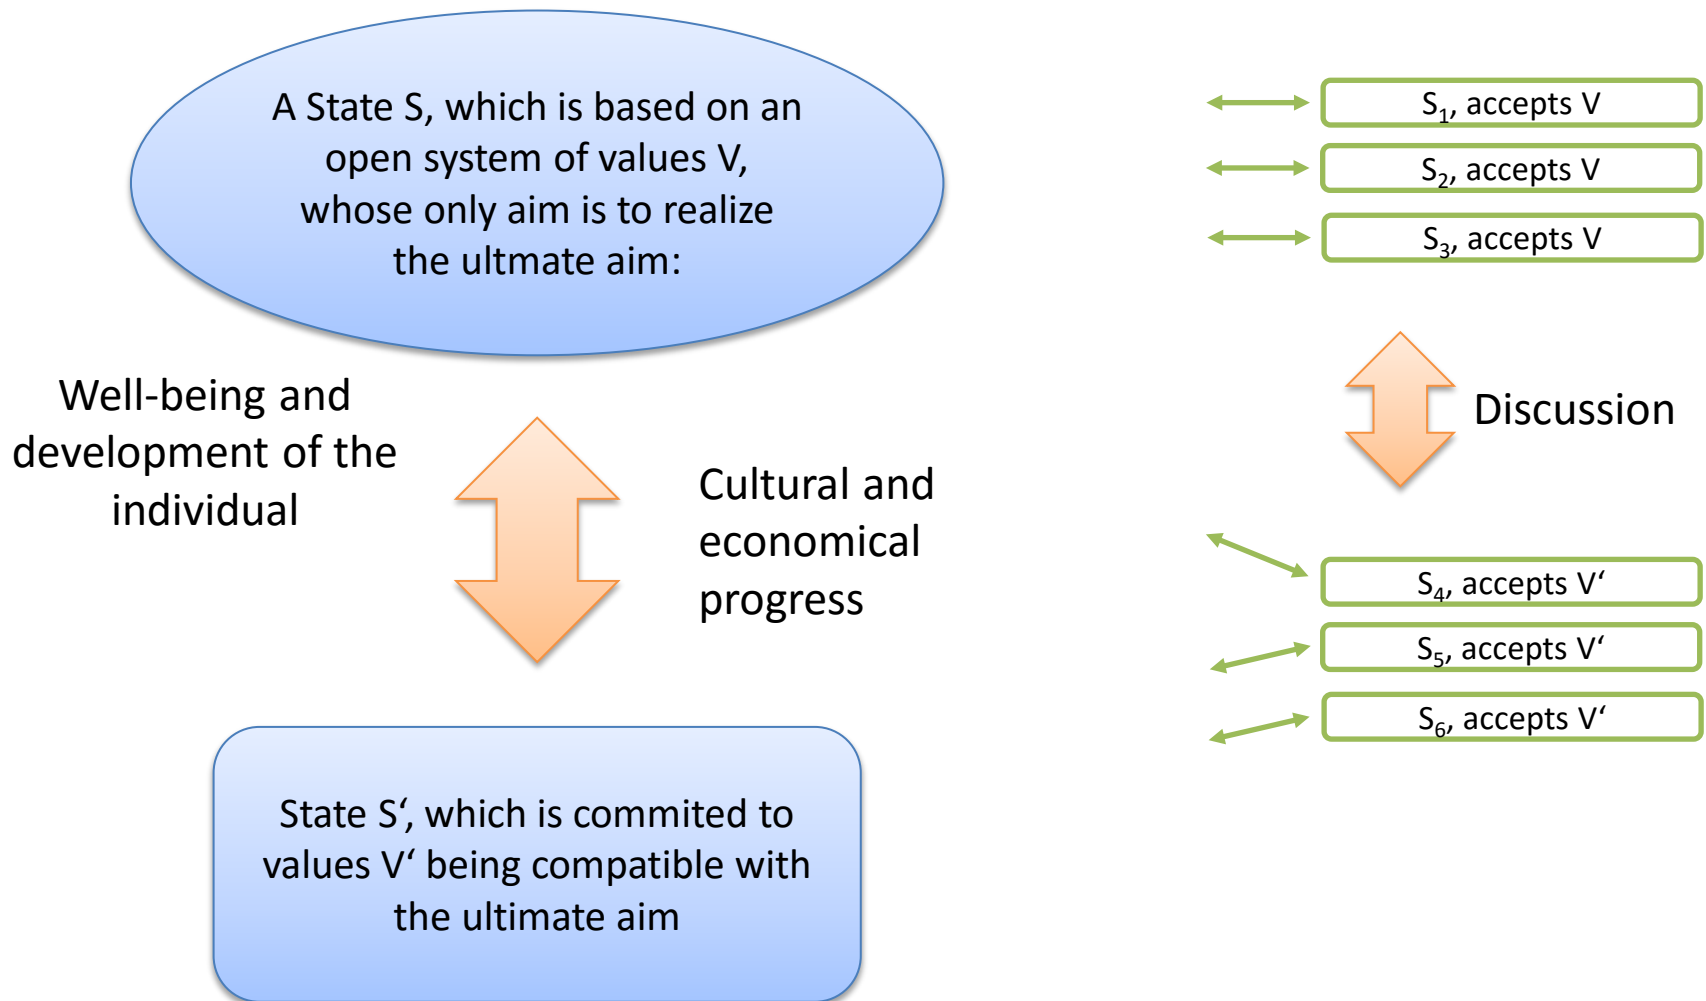 A State S, which is based on an
open system of values V,
whose only aim is to realize
the ultmate aim:
Well-being and
development of the
individual
Cultural and
economical
progress
State S‘, which is commited to
values V‘ being compatible with
the ultimate aim
S₁, accepts V
S₂, accepts V
S₃, accepts V
Discussion
S₄, accepts V‘
S₅, accepts V‘
S₆, accepts V‘